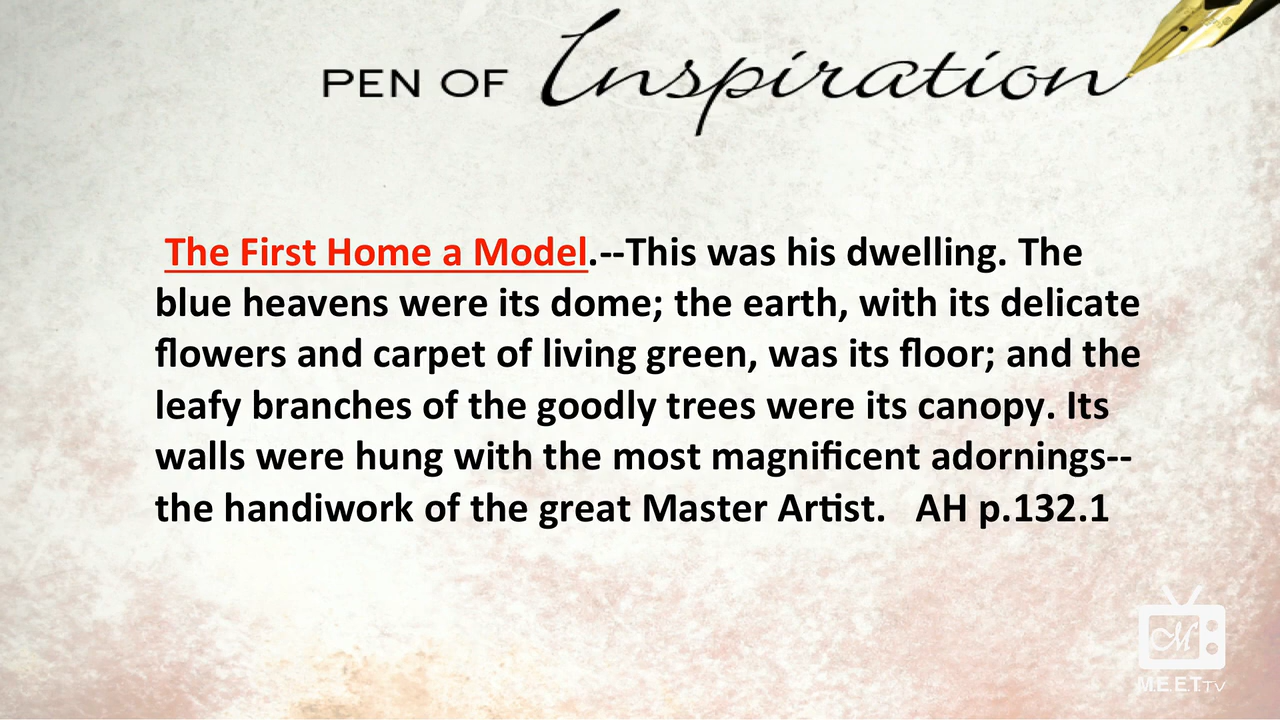 PEN OF Inspiration
The First Home a Model.--This was his dwelling. The
blue heavens were its dome; the earth, with its delicate
flowers and carpet of living green, was its floor; and the
leafy branches of the goodly trees were its canopy. Its
walls were hung with the most magnificent adornings--
the handiwork of the great Master Artist.   AH p.132.1
M
M.E.E.T.TV